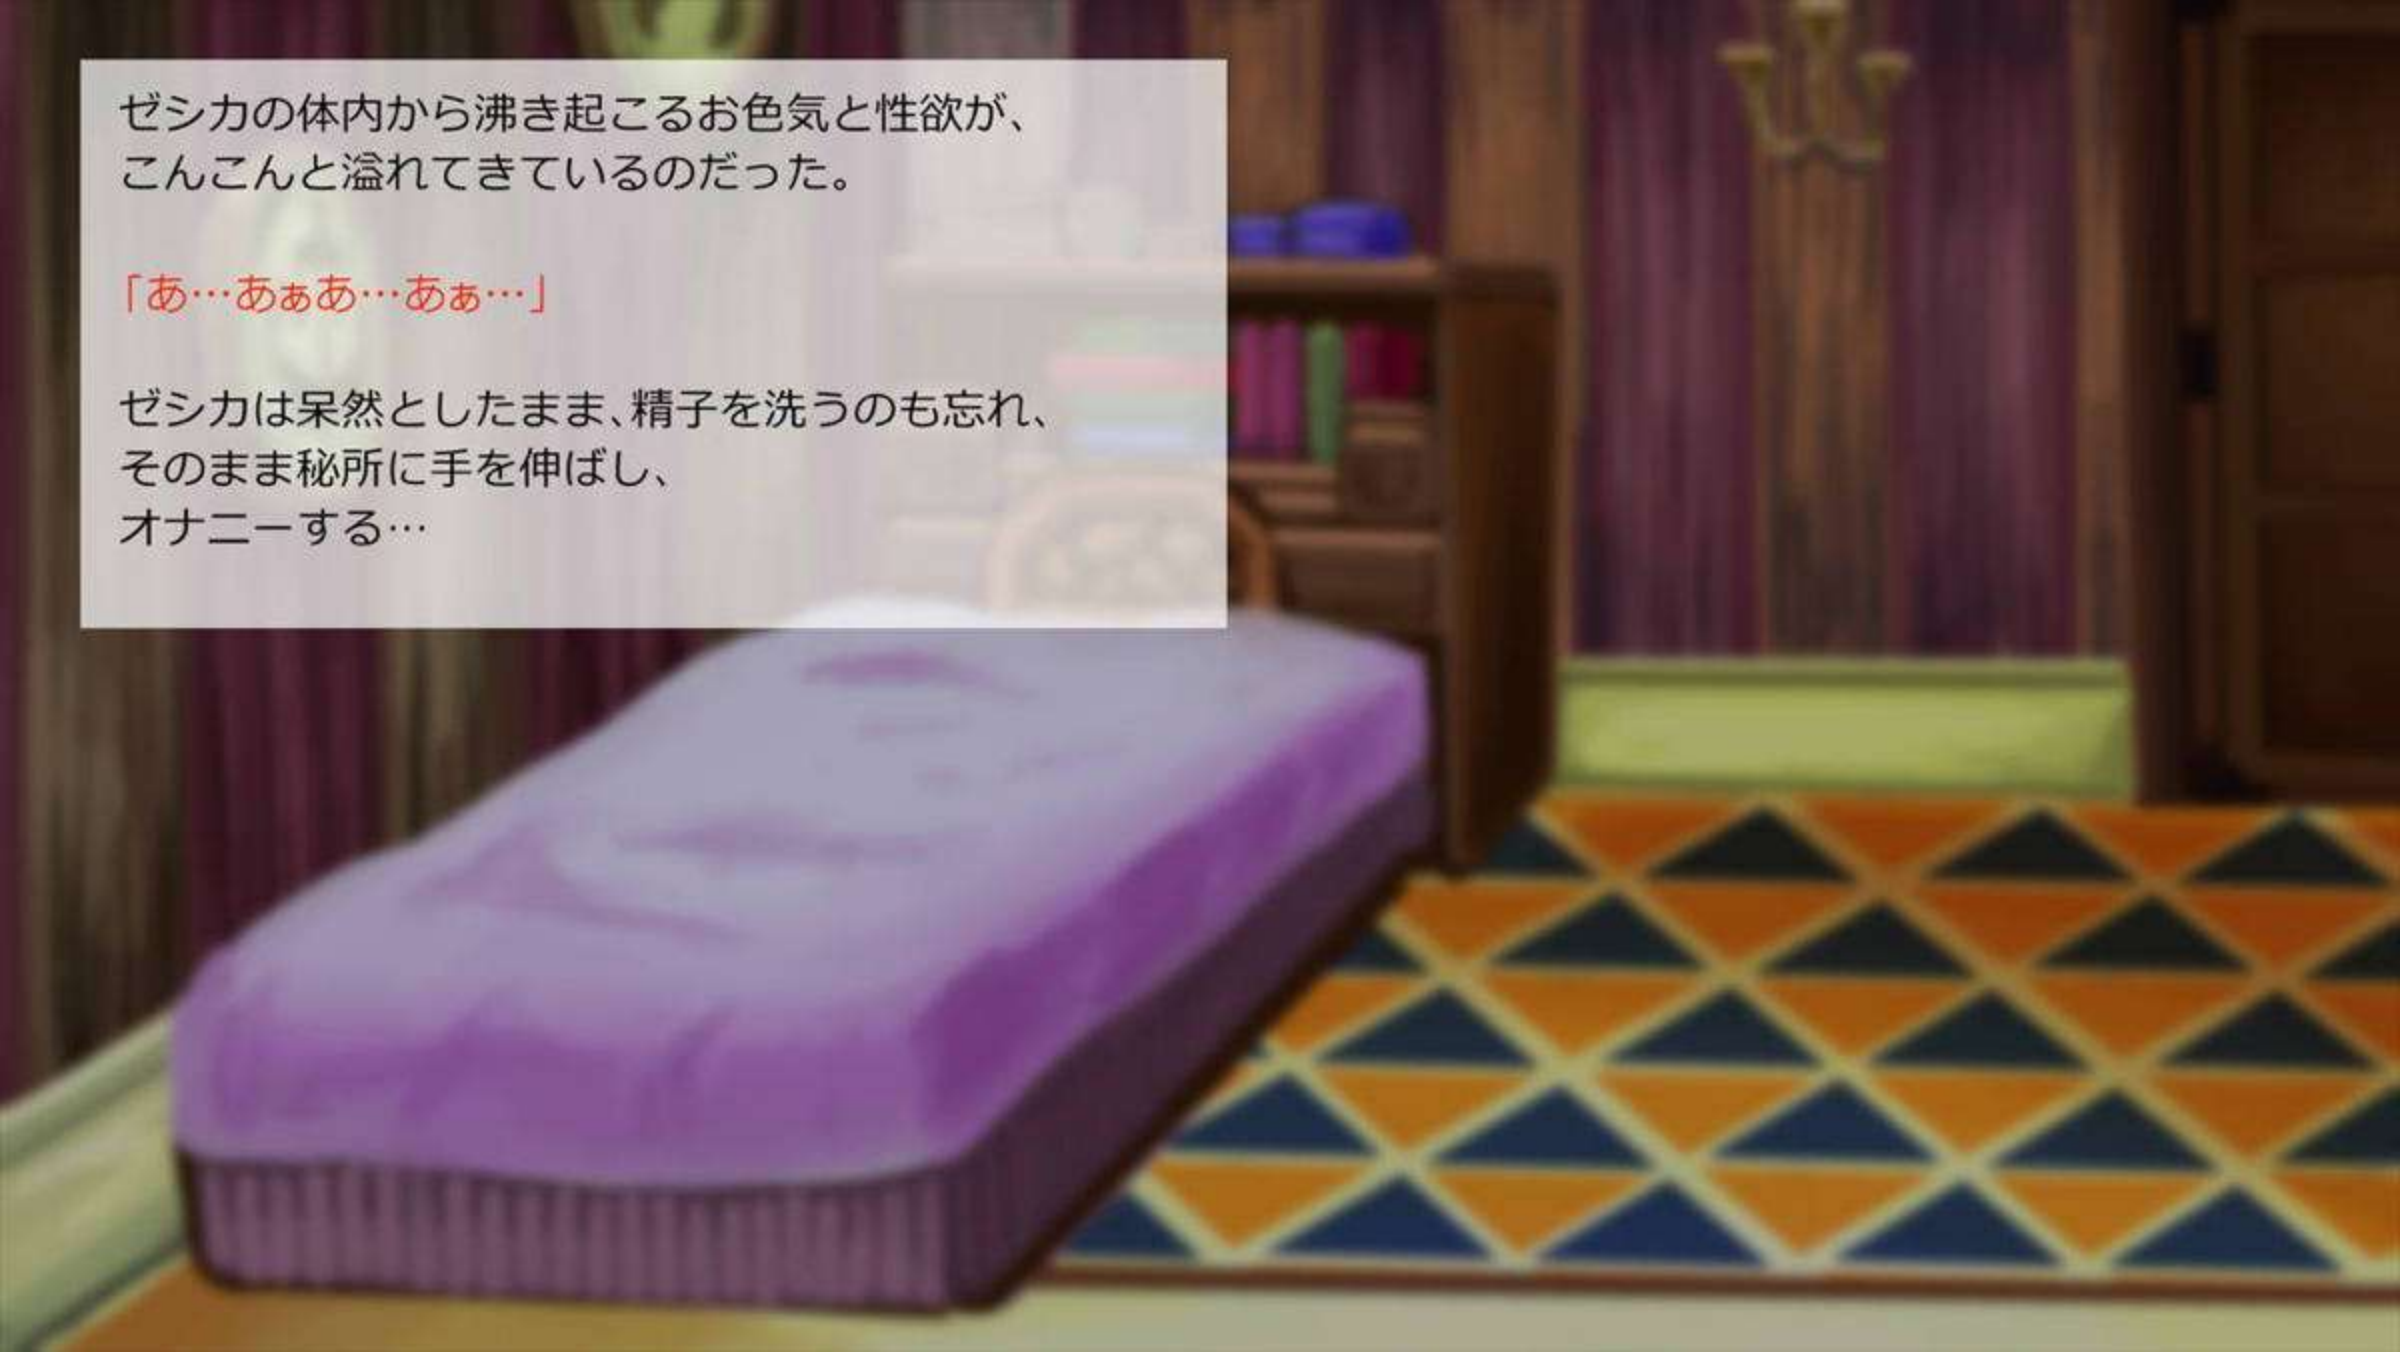 ゼシカの体内から沸き起こるお色気と性欲が、
こんこんと溢れてきているのだった。
「あ…あぁあ…あぁ…」
ゼシカは呆然としたまま、精子を洗うのも忘れ、
そのまま秘所に手を伸ばし、
オナニーする…